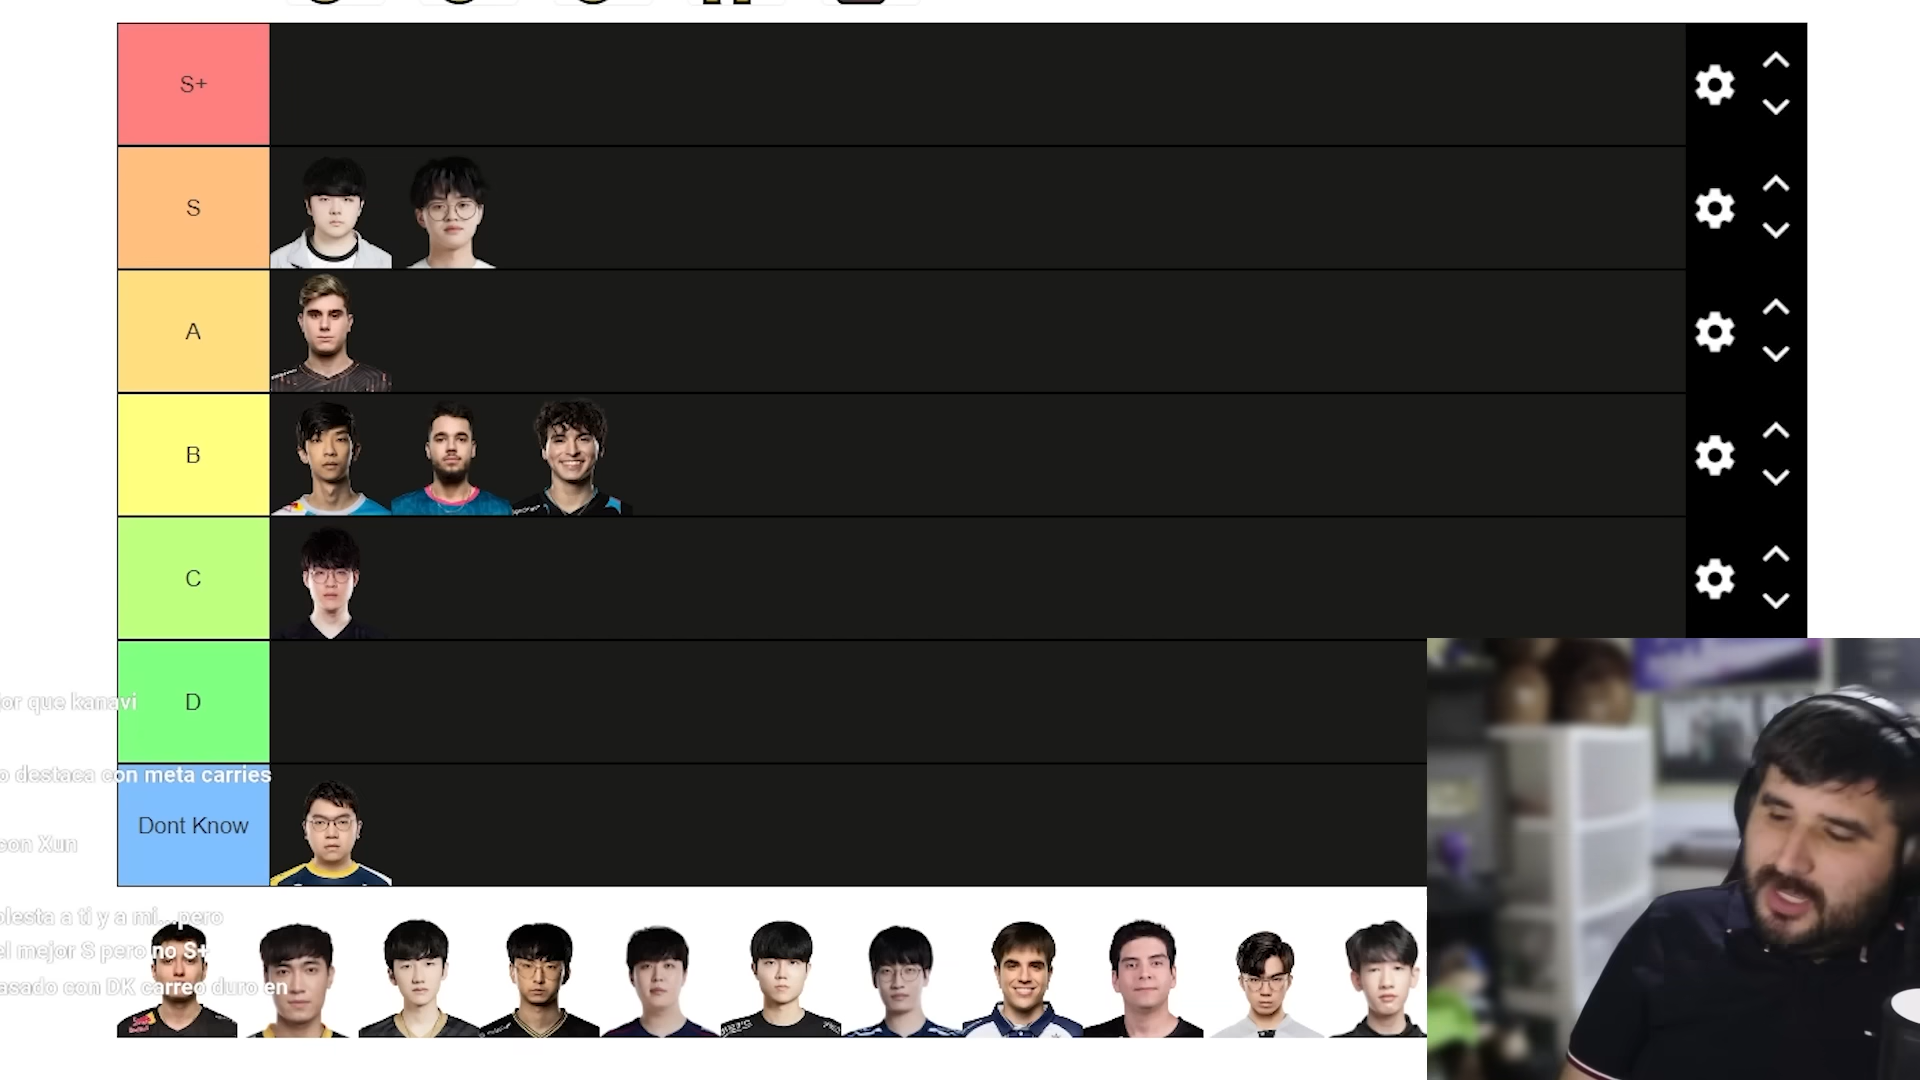 S+
S
A
B
C
or que kanavi
D
o destaca con meta carries
Dont Know
con Xun
olesta a ti y a mi...pero
el mejor S pero no S+
asado con DK carreo duro en